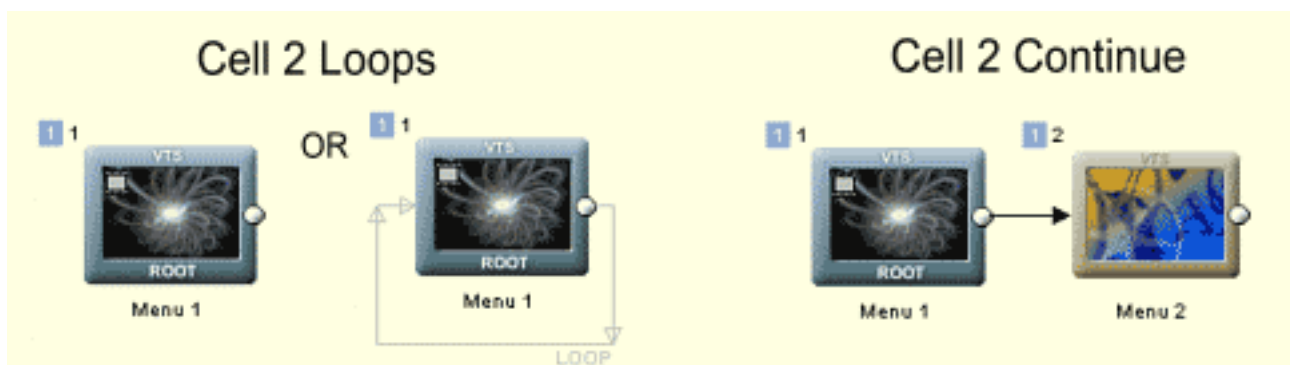 Cell 2 Loops
Cell 2 Continue
1 1
VTS
ROOT
Menu 1
OR
1 1
VTS
ROOT
Menu 1
LOOP
1 1
VTS
ROOT
Menu 1
1 2
VTS
Menu 2